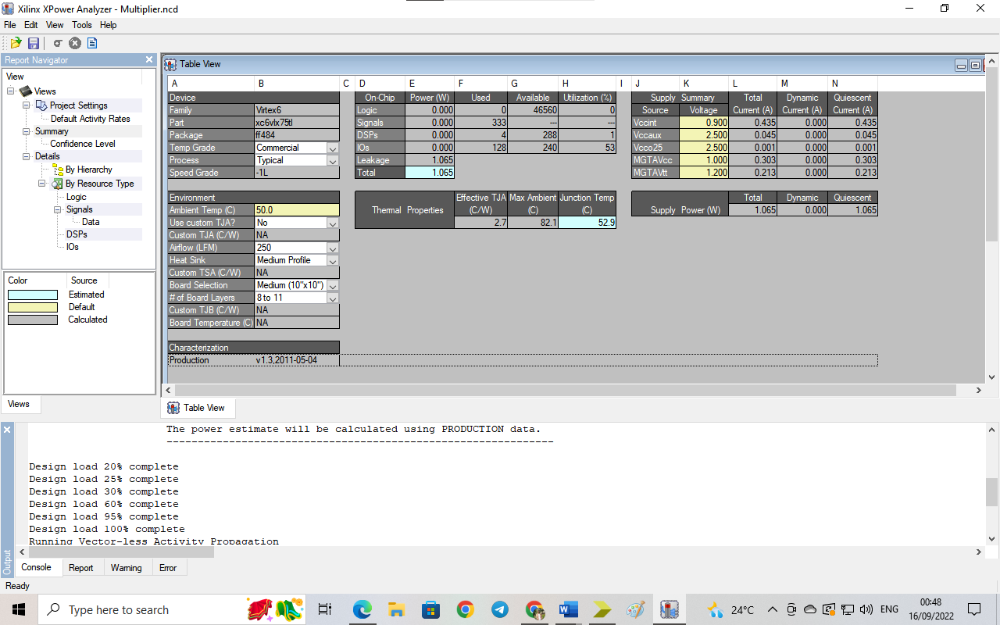 Xilinx XPower Analyzer - Multiplier.ncd
File Edit View Tools Help
Report Navigator
View
Views
Project Settings
Default Activity Rates
Summary
Confidence Level
Details
By Hierarchy
By Resource Type
Logic
Signals
Data
DSPs
IOs
Color Source
Estimated
Default
Calculated
Views
Table View
A B C D E F G H I J K L M N
Device
Family Virtex6
Part xc6vlx75tl
Package ff484
Temp Grade Commercial
Process Typical
Speed Grade -1L
Environment
Ambient Temp (C) 50.0
Use custom TJA? No
Custom TJA (C/W) NA
Airflow (LFM) 250
Heat Sink Medium Profile
Custom TSA (C/W) NA
Board Selection Medium (10"x10")
# of Board Layers 8 to 11
Custom TJB (C/W) NA
Board Temperature (C) NA
Characterization
Production v1.3,2011-05-04
On-Chip Power (W) Used Available Utilization (%)
Logic 0.000 0 46560 0
Signals 0.000 333 --- ---
DSPs 0.000 4 288 1
IOs 0.000 128 240 53
Leakage 1.065
Total 1.065
Thermal Properties Effective TJA (C/W) Max Ambient (C) Junction Temp (C)
2.7 82.1 52.9
Supply Summary Total Dynamic Quiescent
Source Voltage Current (A) Current (A) Current (A)
Vccint 0.900 0.435 0.000 0.435
Vccaux 2.500 0.045 0.000 0.045
Vcco25 2.500 0.001 0.000 0.001
MGTAVcc 1.000 0.303 0.000 0.303
MGTAVtt 1.200 0.213 0.000 0.213
Total Dynamic Quiescent
Supply Power (W) 1.065 0.000 1.065
Table View
The power estimate will be calculated using PRODUCTION data.
--------------------------------------------------------------
Design load 20% complete
Design load 25% complete
Design load 30% complete
Design load 60% complete
Design load 95% complete
Design load 100% complete
Running Vector-less Activity Propagation
Output
Console Report Warning Error
Ready
Type here to search
24°C
ENG
00:48
16/09/2022